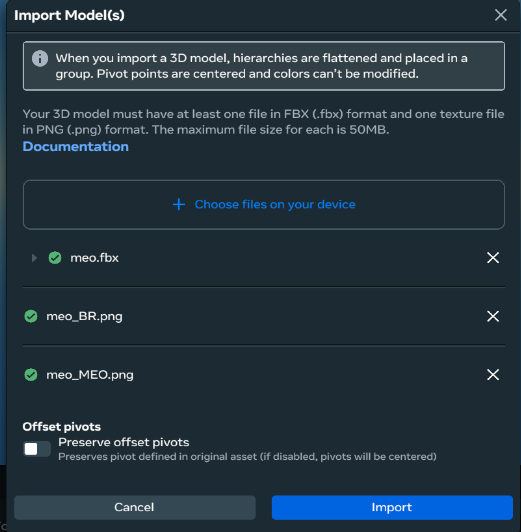 Import Model(s)
When you import a 3D model, hierarchies are flattened and placed in a
group. Pivot points are centered and colors can't be modified.
Your 3D model must have at least one file in FBX (.fbx) format and one texture file
in PNG (.png) format. The maximum file size for each is 50MB.
Documentation
+ Choose files on your device
meo.fbx
meo_BR.png
meo_MEO.png
Offset pivots
Preserve offset pivots
Preserves pivot defined in original asset (if disabled, pivots will be centered)
Cancel
Import